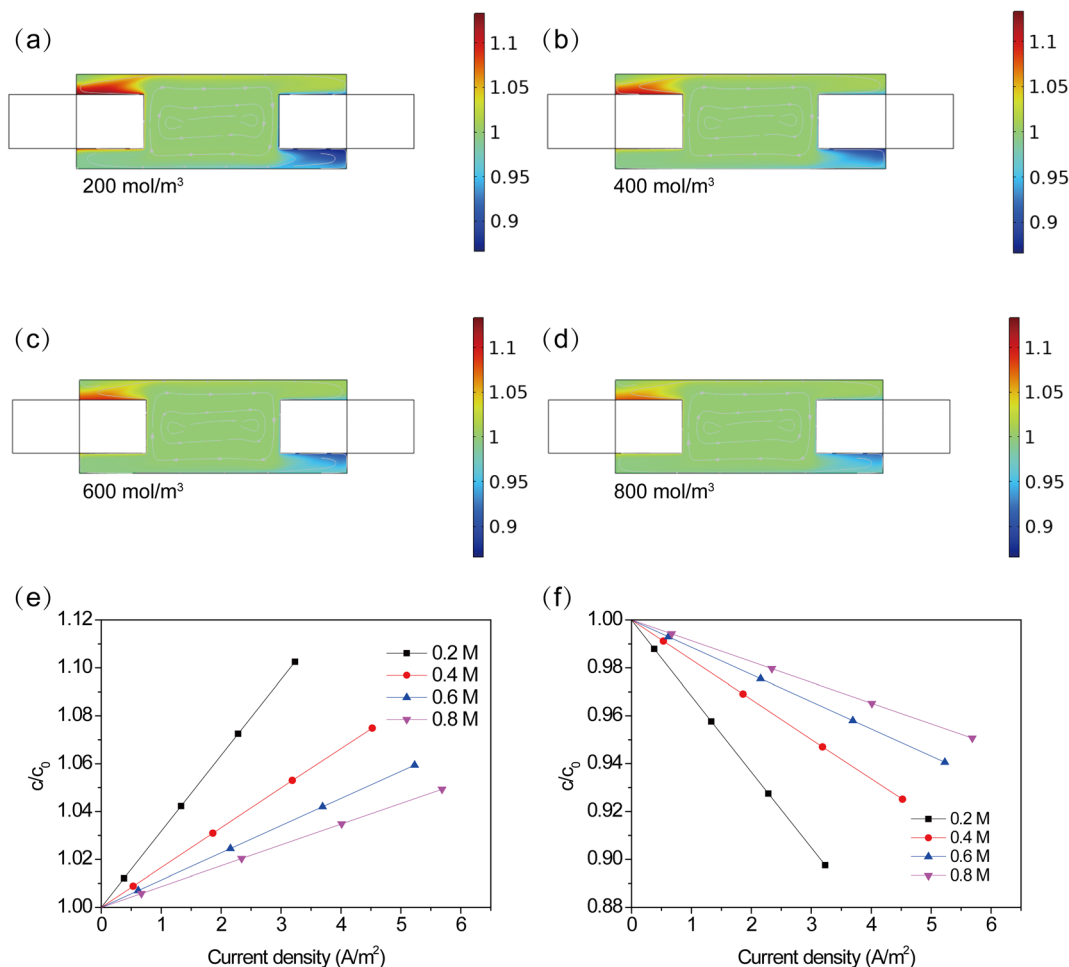 (a)
1.1
1.05
1
0.95
0.9
200 mol/m³
(b)
1.1
1.05
1
0.95
0.9
400 mol/m³
(c)
1.1
1.05
1
0.95
0.9
600 mol/m³
(d)
1.1
1.05
1
0.95
0.9
800 mol/m³
(e)
1.12
1.10
1.08
1.06
1.04
1.02
1.00
c/c₀
0.2 M
0.4 M
0.6 M
0.8 M
0 1 2 3 4 5 6
Current density (A/m²)
(f)
1.00
0.98
0.96
0.94
0.92
0.90
0.88
c/c₀
0.2 M
0.4 M
0.6 M
0.8 M
0 1 2 3 4 5 6
Current density (A/m²)